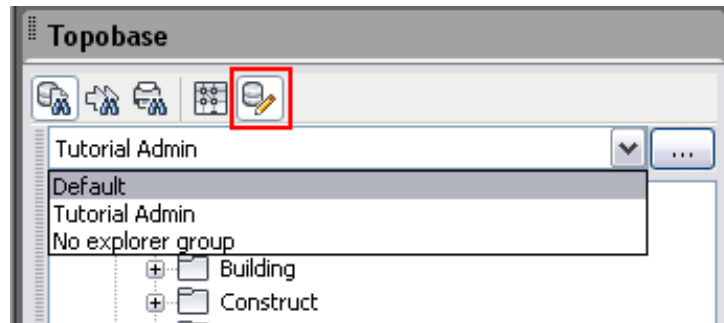 Topobase
Tutorial Admin
...
Default
Tutorial Admin
No explorer group
Building
Construct